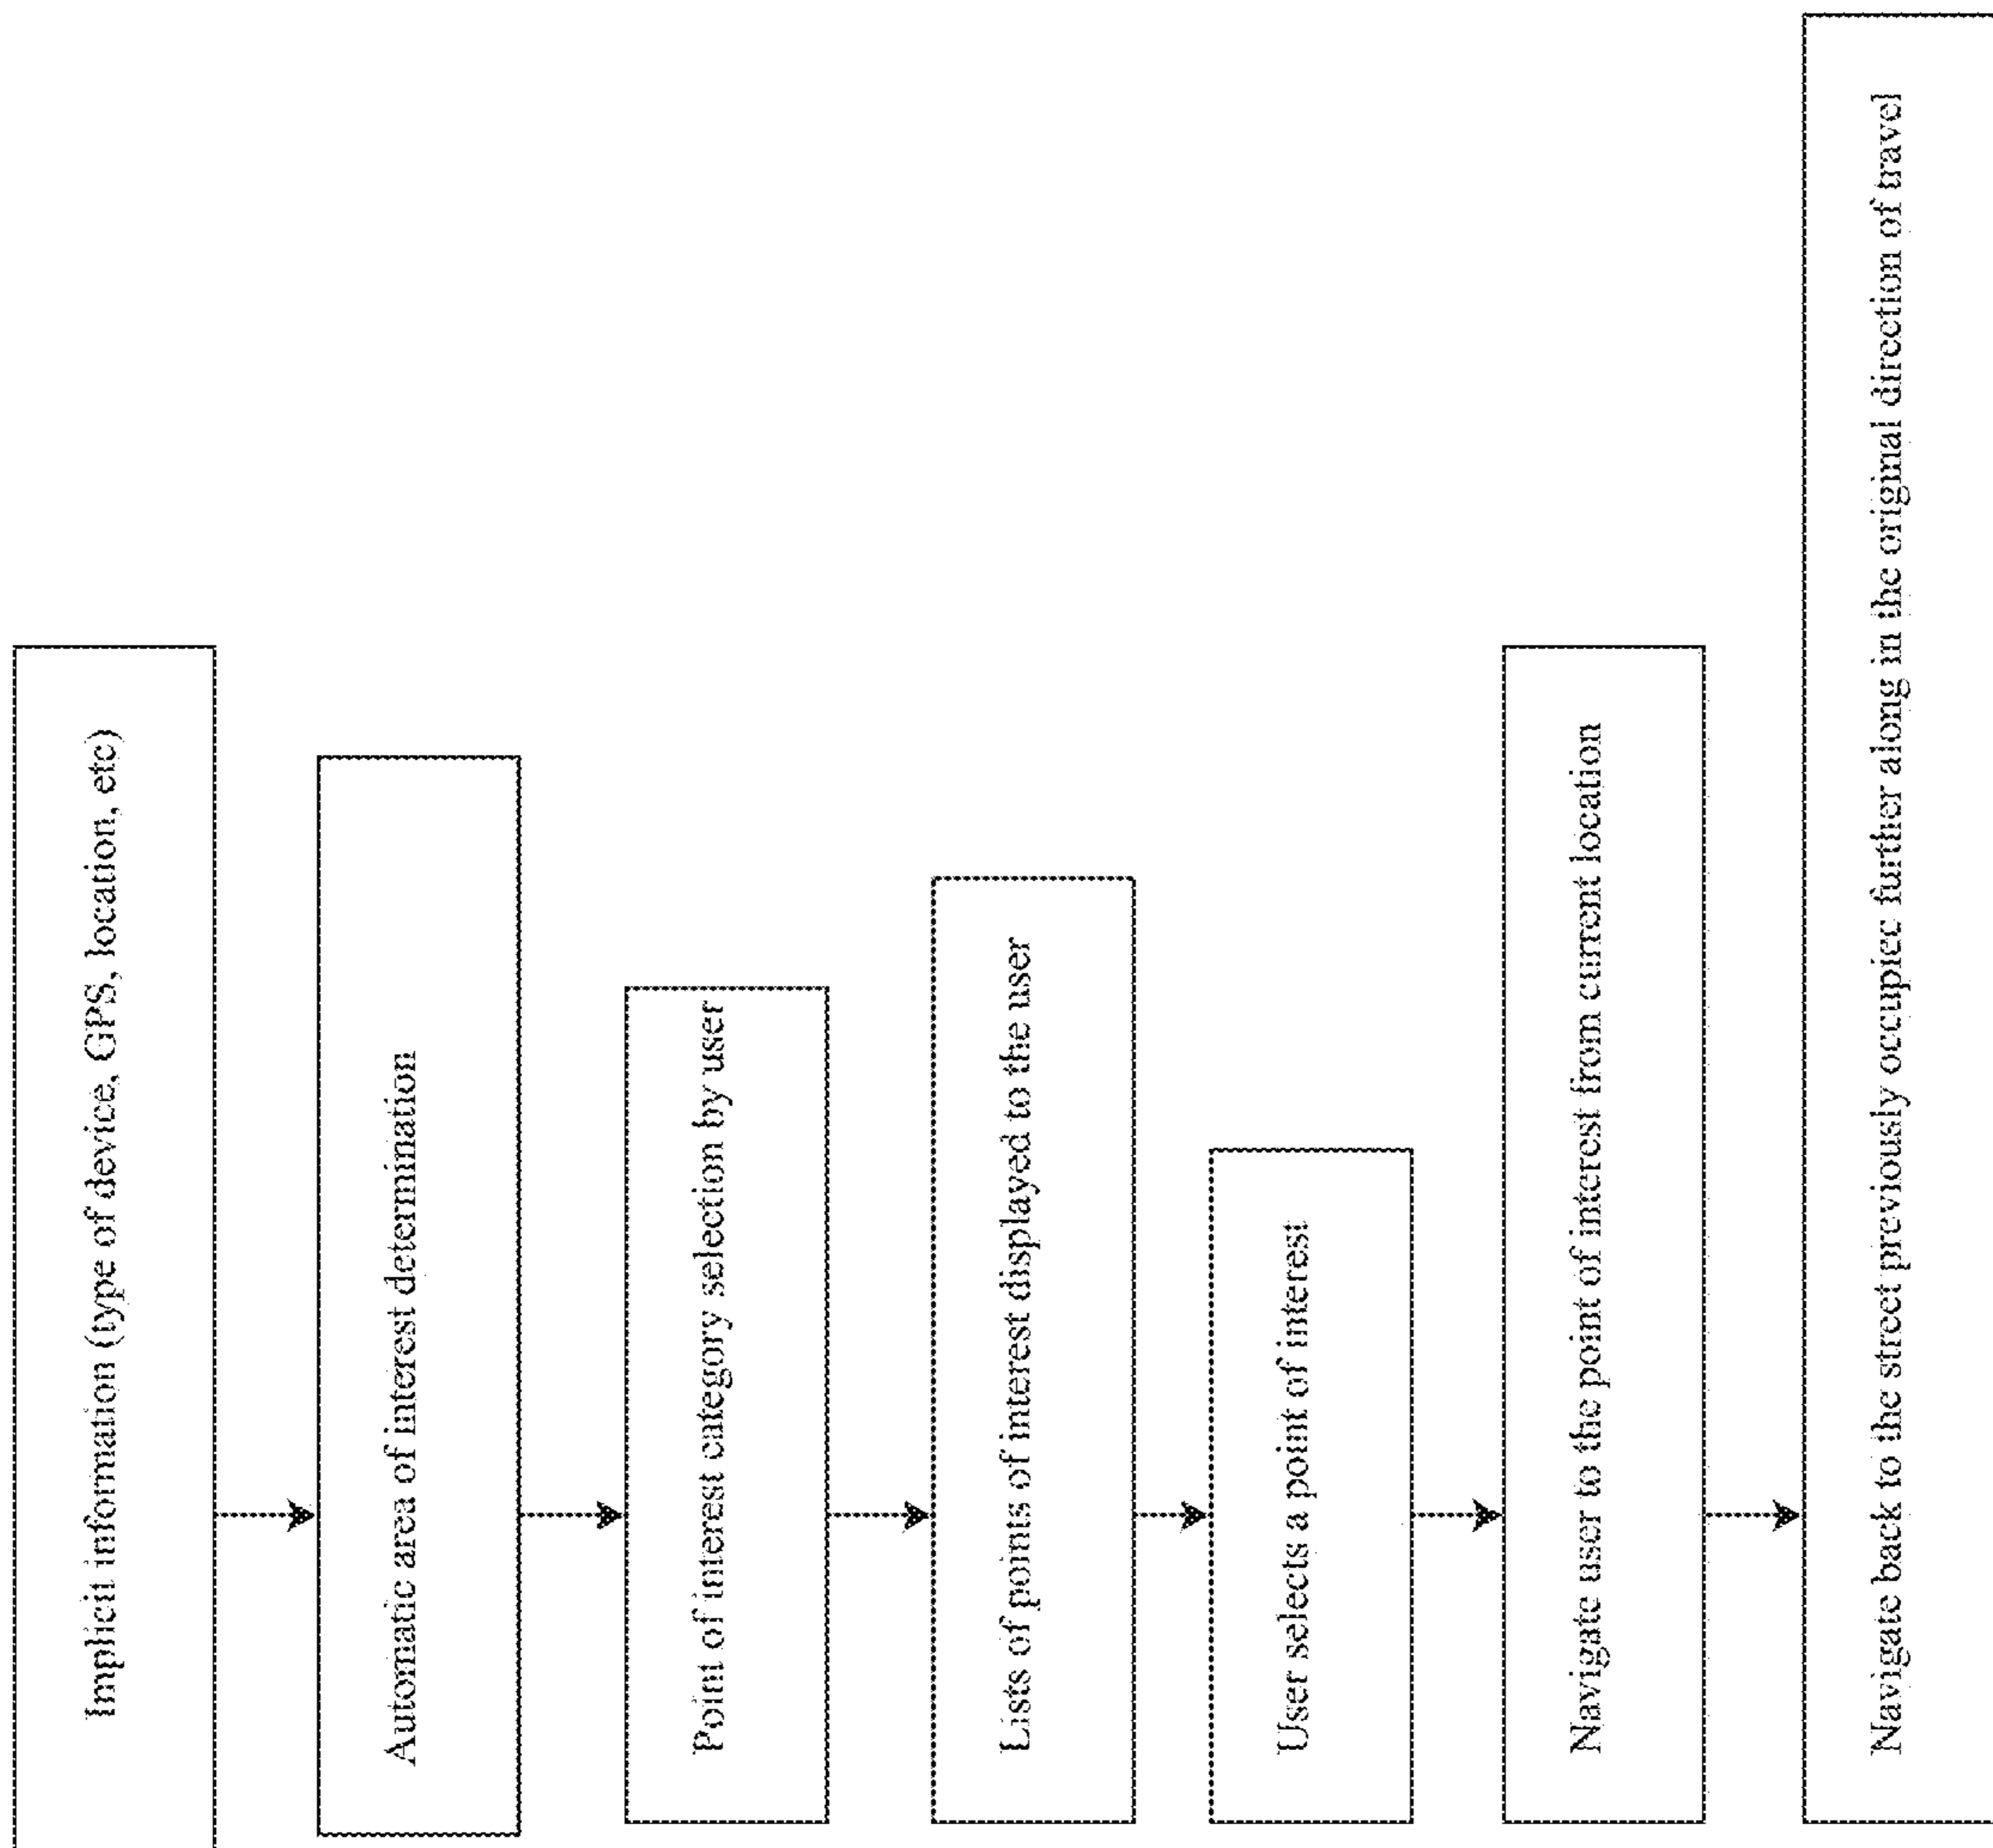 Implicit information (type of device, GPS, location, etc)
Automatic area of interest determination
Point of interest category selection by user
Lists of points of interest displayed to the user
User selects a point of interest
Navigate user to the point of interest from current location
Navigate back to the street previously occupiec further along in the original direction of travel